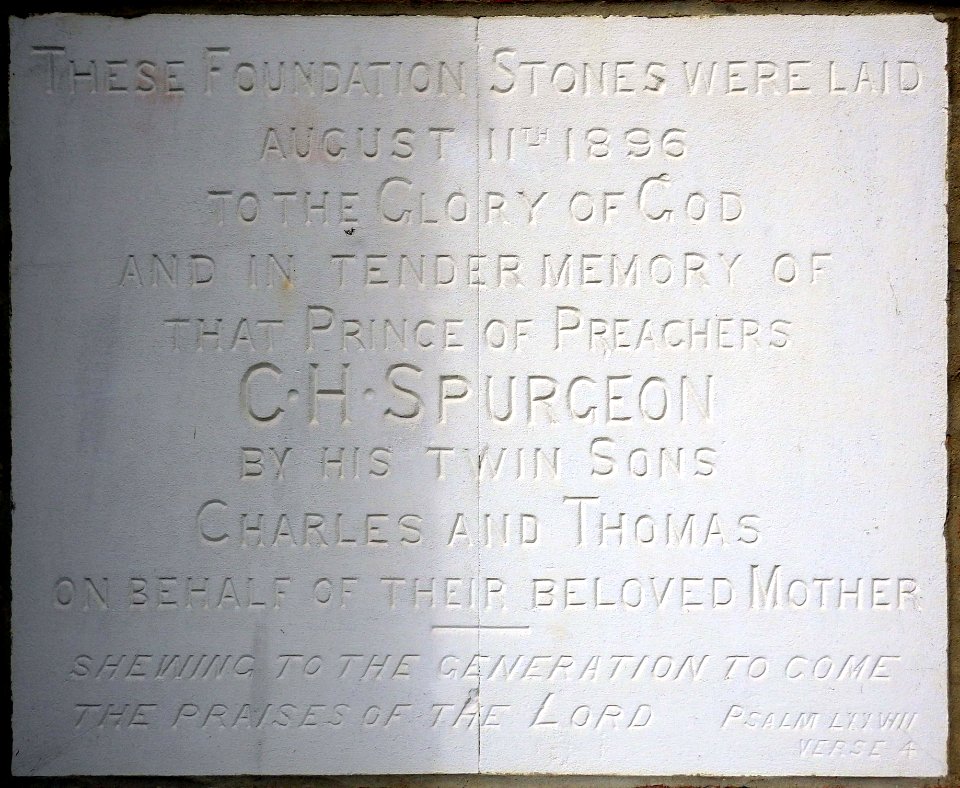 THESE FOUNDATION STONES WERE LAID
AUGUST 11TH 1896
TO THE GLORY OF GOD
AND IN TENDER MEMORY OF
THAT PRINCE OF PREACHERS
C·H·SPURGEON
BY HIS TWIN SONS
CHARLES AND THOMAS
ON BEHALF OF THEIR BELOVED MOTHER
SHEWING TO THE GENERATION TO COME
THE PRAISES OF THE LORD PSALM LXXVIII
VERSE 4